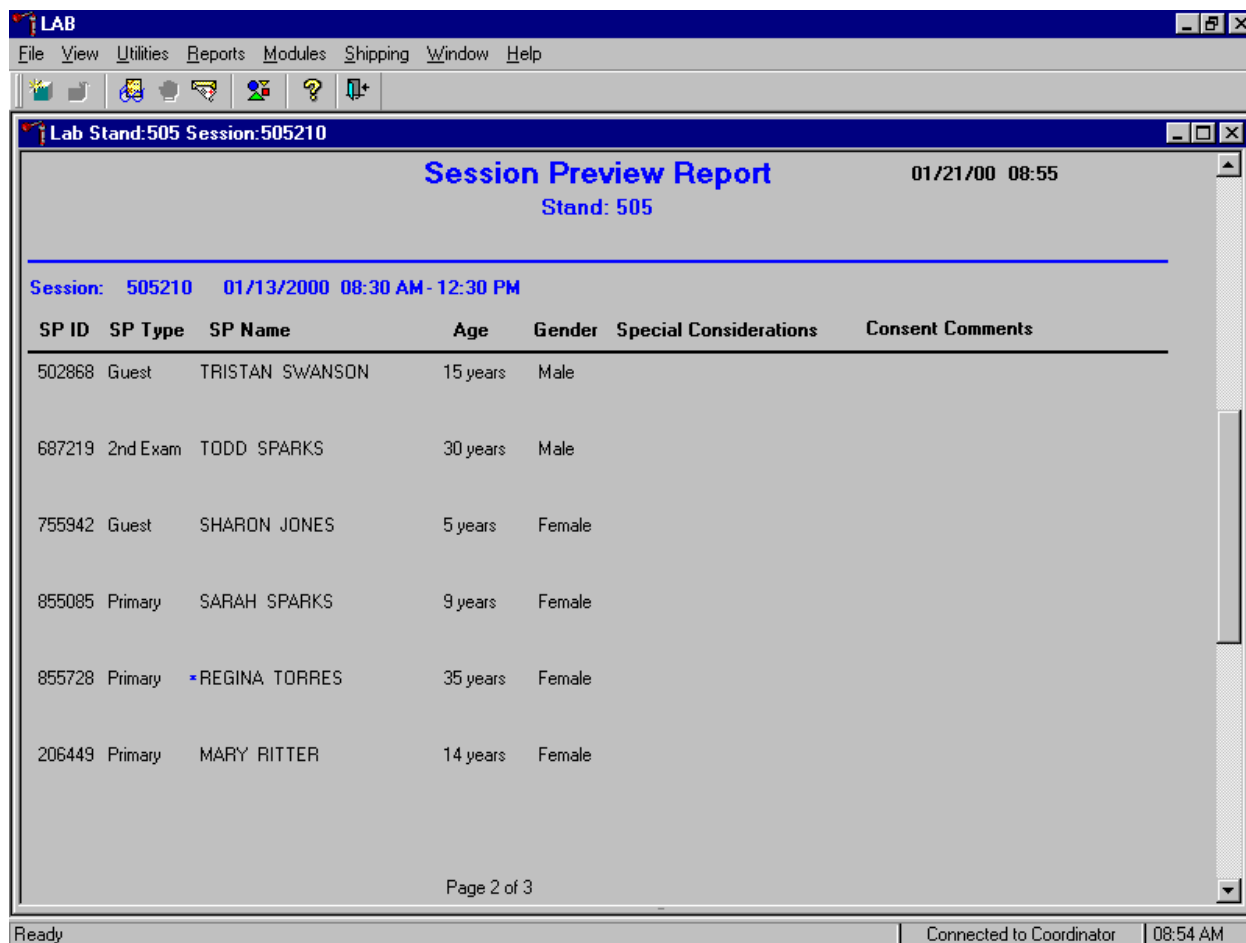 LAB
File View Utilities Reports Modules Shipping Window Help
Lab Stand:505 Session:505210
Session Preview Report 01/21/00 08:55
Stand: 505
Session: 505210 01/13/2000 08:30 AM - 12:30 PM
SP ID SP Type SP Name Age Gender Special Considerations Consent Comments
502868 Guest TRISTAN SWANSON 15 years Male
687219 2nd Exam TODD SPARKS 30 years Male
755942 Guest SHARON JONES 5 years Female
855085 Primary SARAH SPARKS 9 years Female
855728 Primary *REGINA TORRES 35 years Female
206449 Primary MARY RITTER 14 years Female
Page 2 of 3
Ready Connected to Coordinator 08:54 AM